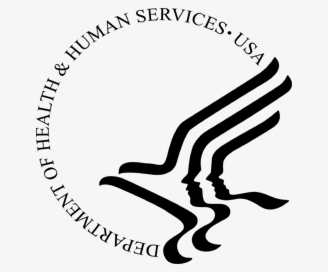 DEPARTMENT OF HEALTH & HUMAN SERVICES • USA